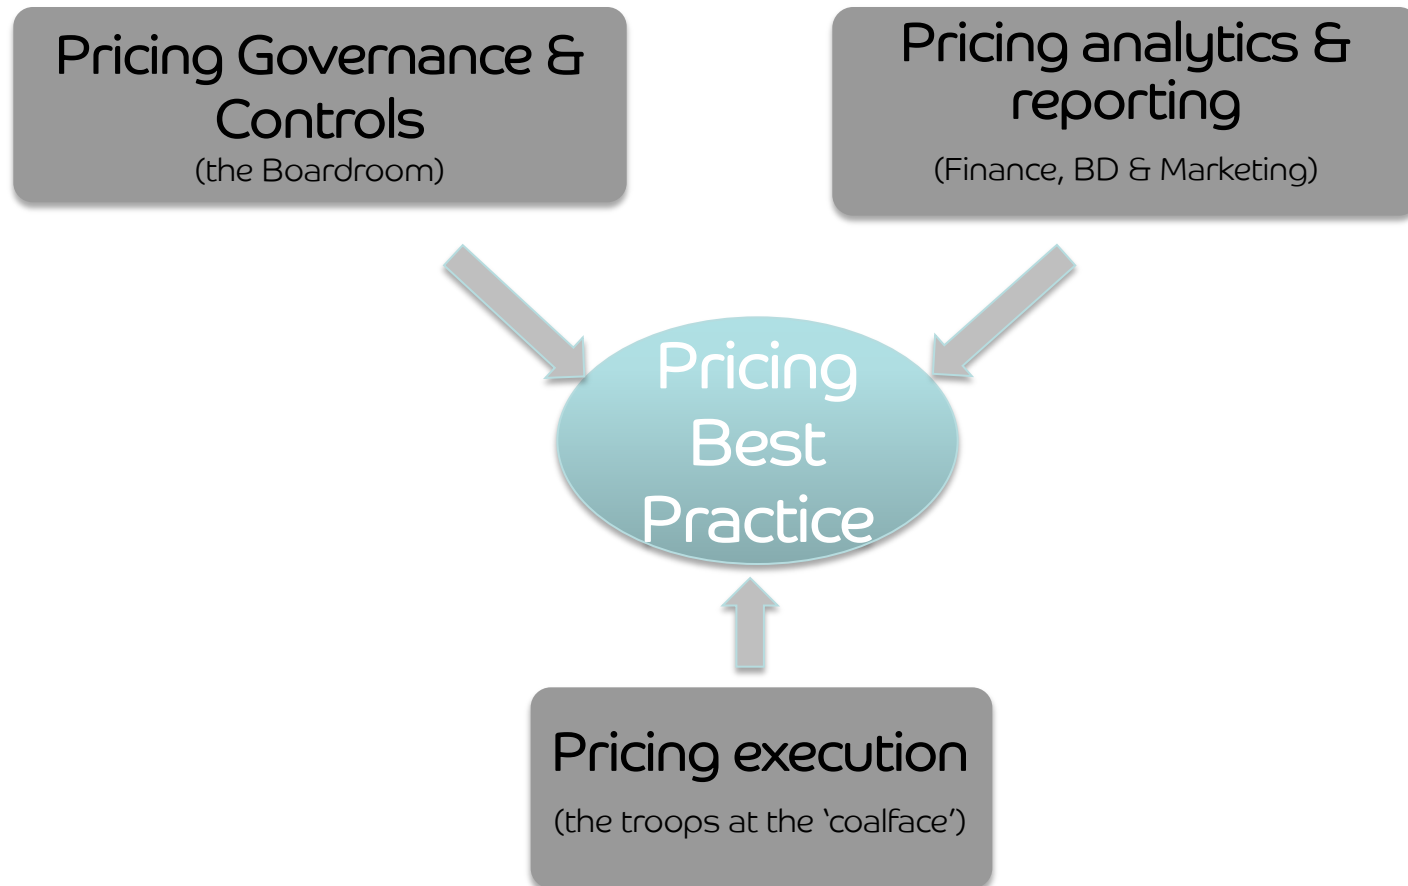 Pricing Governance &
Controls
(the Boardroom)
Pricing analytics &
reporting
(Finance, BD & Marketing)
Pricing
Best
Practice
Pricing execution
(the troops at the ‘coalface’)